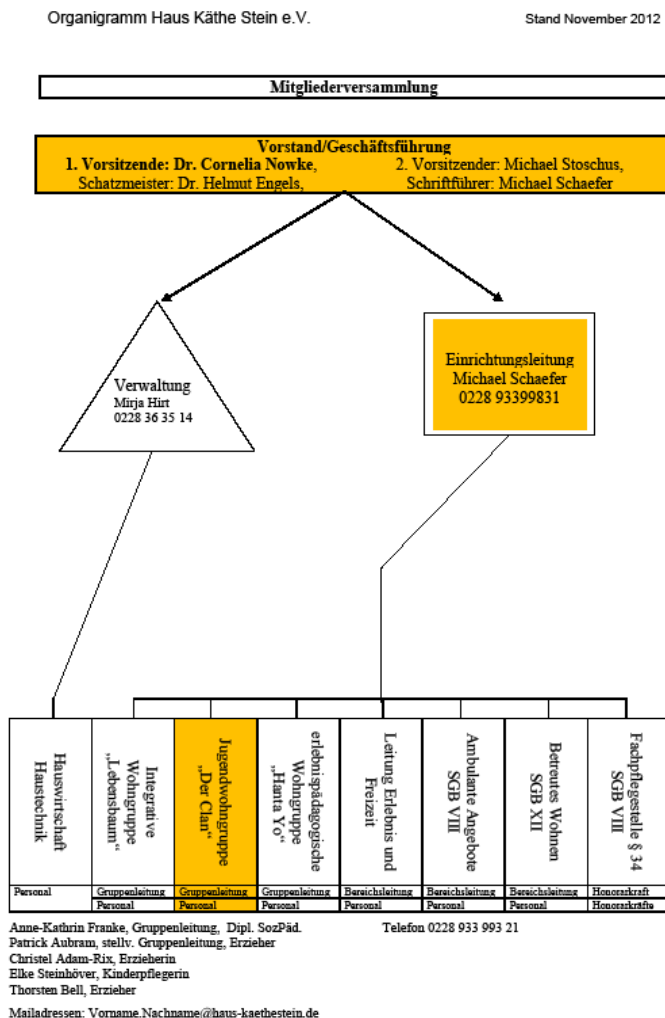 Organigramm Haus Käthe Stein e.V.
Stand November 2012
Mitgliederversammlung
Vorstand/Geschäftsführung
1. Vorsitzende: Dr. Cornelia Nowke, 2. Vorsitzender: Michael Stoschus,
Schatzmeister: Dr. Helmut Engels, Schriftführer: Michael Schaefer
Verwaltung
Mirja Hirt
0228 36 35 14
Einrichtungsleitung
Michael Schaefer
0228 93399831
Hauswirtschaft
Haustechnik
Integrative
Wohngruppe
„Lebensbaum“
Jugendwohngruppe
„Der Clan“
erlebnispädagogische
Wohngruppe
„Hanta Yo“
Leitung Erlebnis und
Freizeit
Ambulante Angebote
SGB VIII
Betreutes Wohnen
SGB XII
Fachpflegestelle § 34
SGB VIII
Personal Gruppenleitung Gruppenleitung Gruppenleitung Bereichsleitung Bereichsleitung Bereichsleitung Honorarkraft
Personal Personal Personal Personal Personal Personal Honorarkräfte
Anne-Kathrin Franke, Gruppenleitung, Dipl. SozPäd. Telefon 0228 933 993 21
Patrick Aubram, stellv. Gruppenleitung, Erzieher
Christel Adam-Rix, Erzieherin
Elke Steinhöver, Kinderpflegerin
Thorsten Bell, Erzieher
Mailadressen: Vorname.Nachname@haus-kaethestein.de